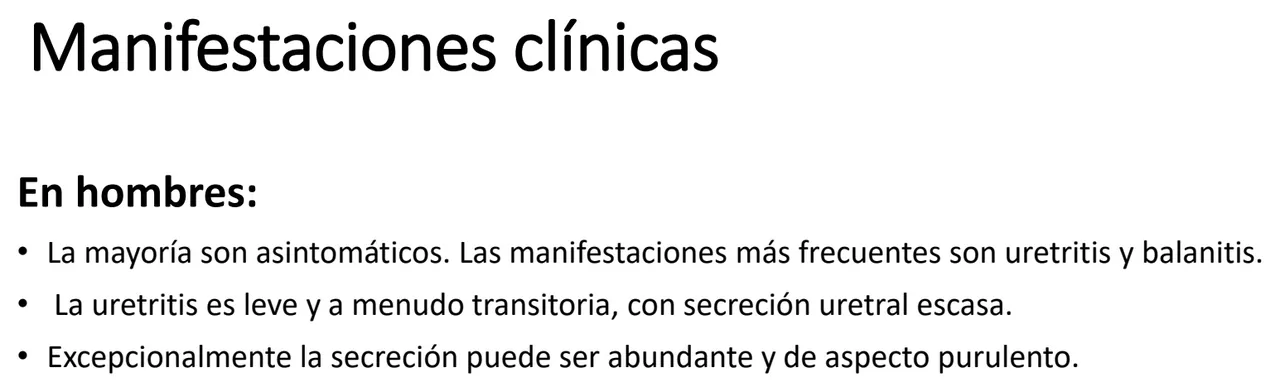 Manifestaciones clínicas
En hombres:
• La mayoría son asintomáticos. Las manifestaciones más frecuentes son uretritis y balanitis.
• La uretritis es leve y a menudo transitoria, con secreción uretral escasa.
• Excepcionalmente la secreción puede ser abundante y de aspecto purulento.